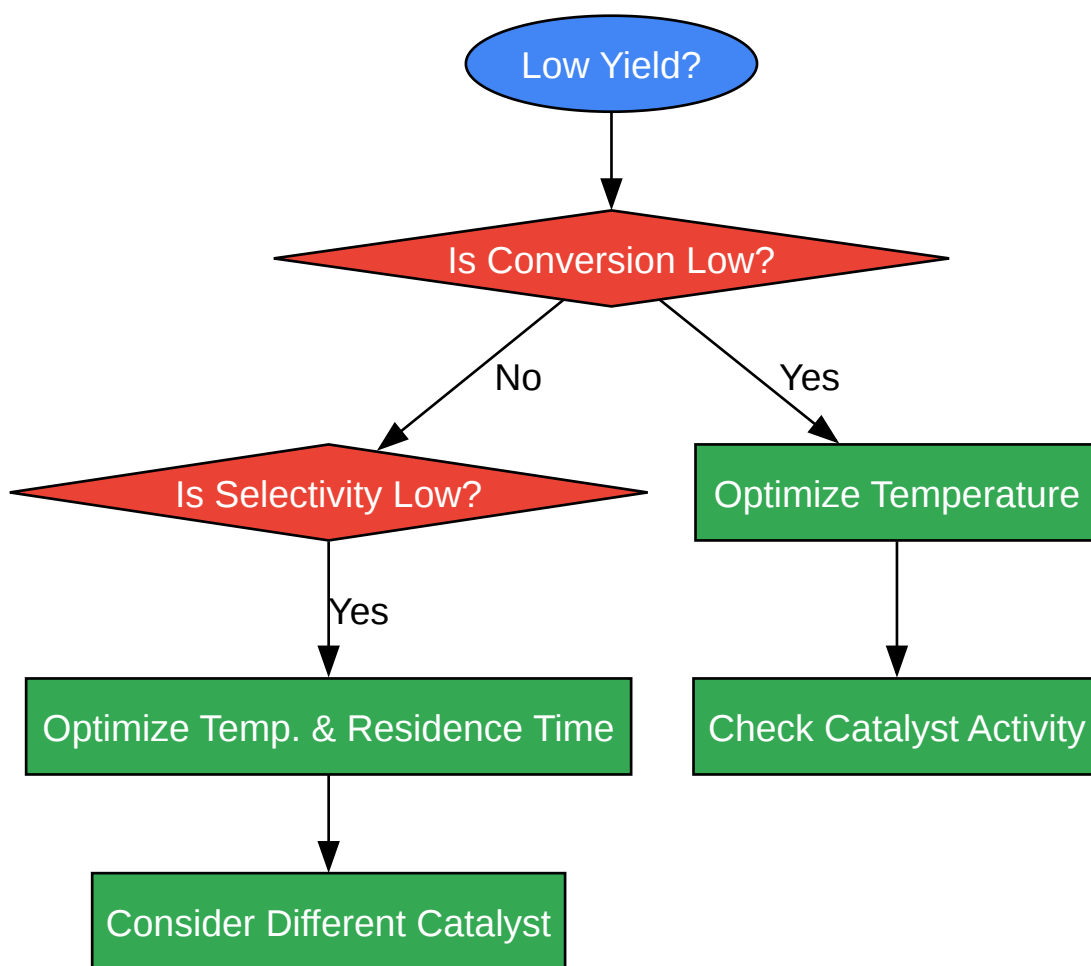 Low Yield?
Is Conversion Low?
No
Yes
Is Selectivity Low?
Optimize Temperature
Yes
Optimize Temp. & Residence Time
Check Catalyst Activity
Consider Different Catalyst